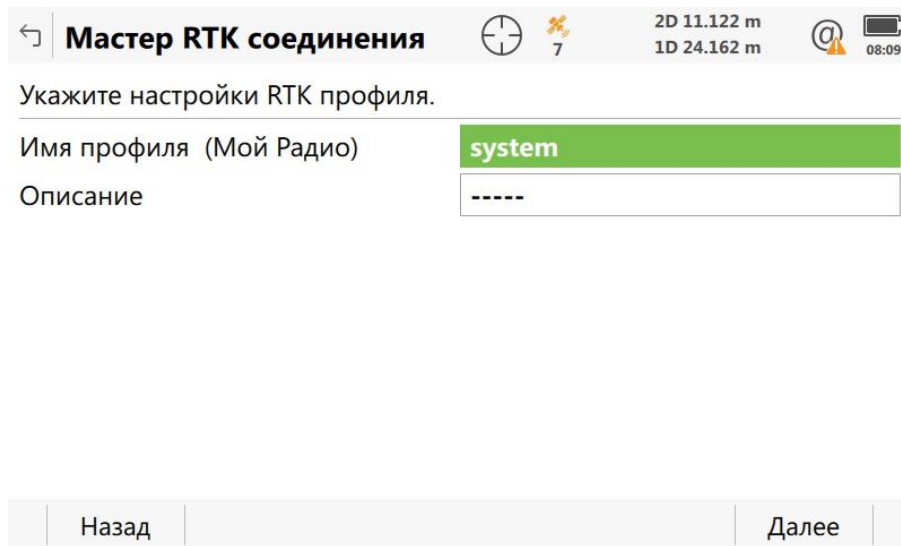 Мастер RTK соединения
7
2D 11.122 m
1D 24.162 m
@
08:09
Укажите настройки RTK профиля.
Имя профиля (Мой Радио) system
Описание -----
Назад Далее